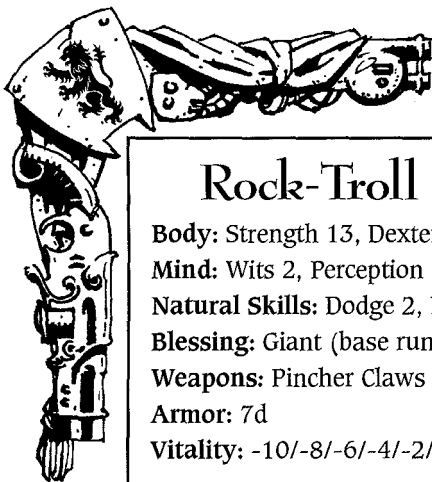 Rock-Troll
Body: Strength 13, Dexter
Mind: Wits 2, Perception
Natural Skills: Dodge 2,
Blessing: Giant (base run
Weapons: Pincher Claws
Armor: 7d
Vitality: -10/-8/-6/-4/-2/